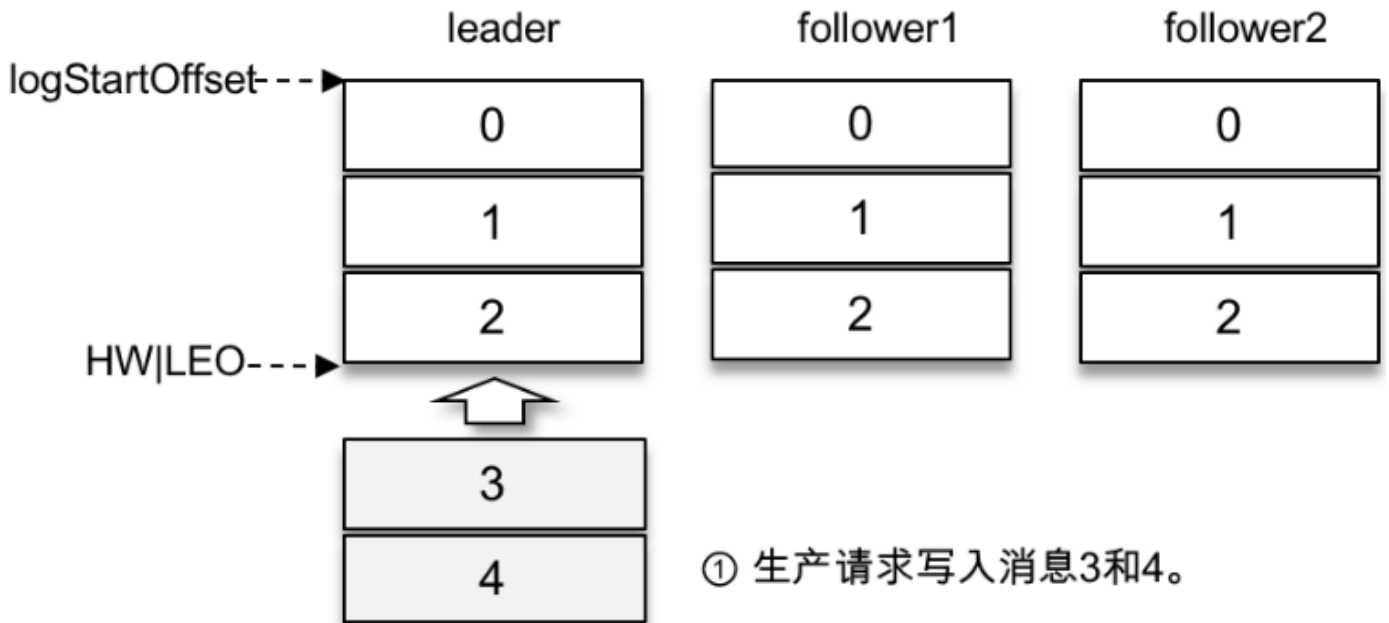 leader follower1 follower2
logStartOffset
0 0 0
1 1 1
2 2 2
HW|LEO
3
4
① 生产请求写入消息3和4。